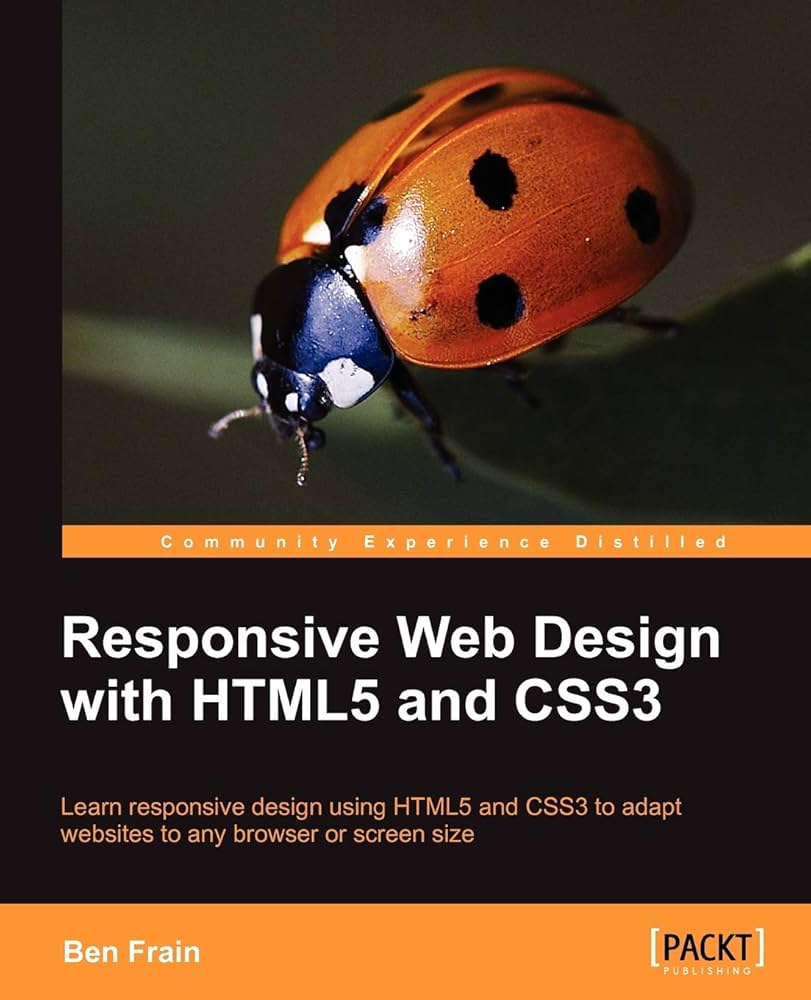 Community Experience Distilled
Responsive Web Design
with HTML5 and CSS3
Learn responsive design using HTML5 and CSS3 to adapt
websites to any browser or screen size
Ben Frain
[PACKT]
PUBLISHING